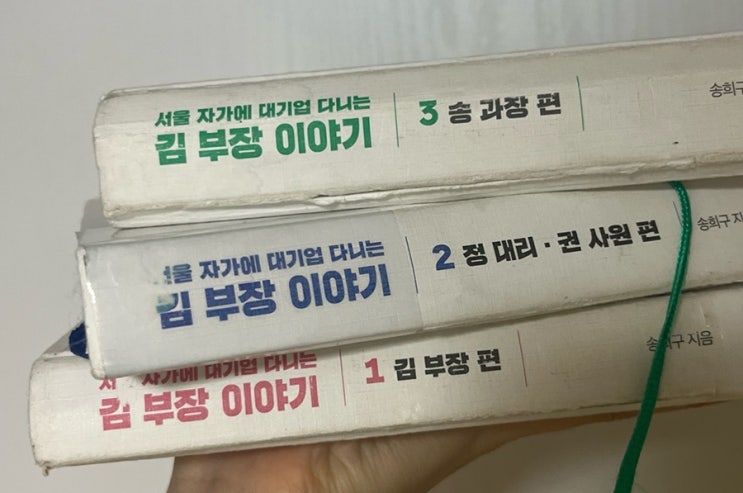 서울 자가에 대기업 다니는
김 부장 이야기
3 송 과장 편
송희구
서울 자가에 대기업 다니는
김 부장 이야기
2 정 대리 · 권 사원 편
송희구 지
자가에 대기업 다니는
김 부장 이야기
1 김 부장 편
송희구 지음